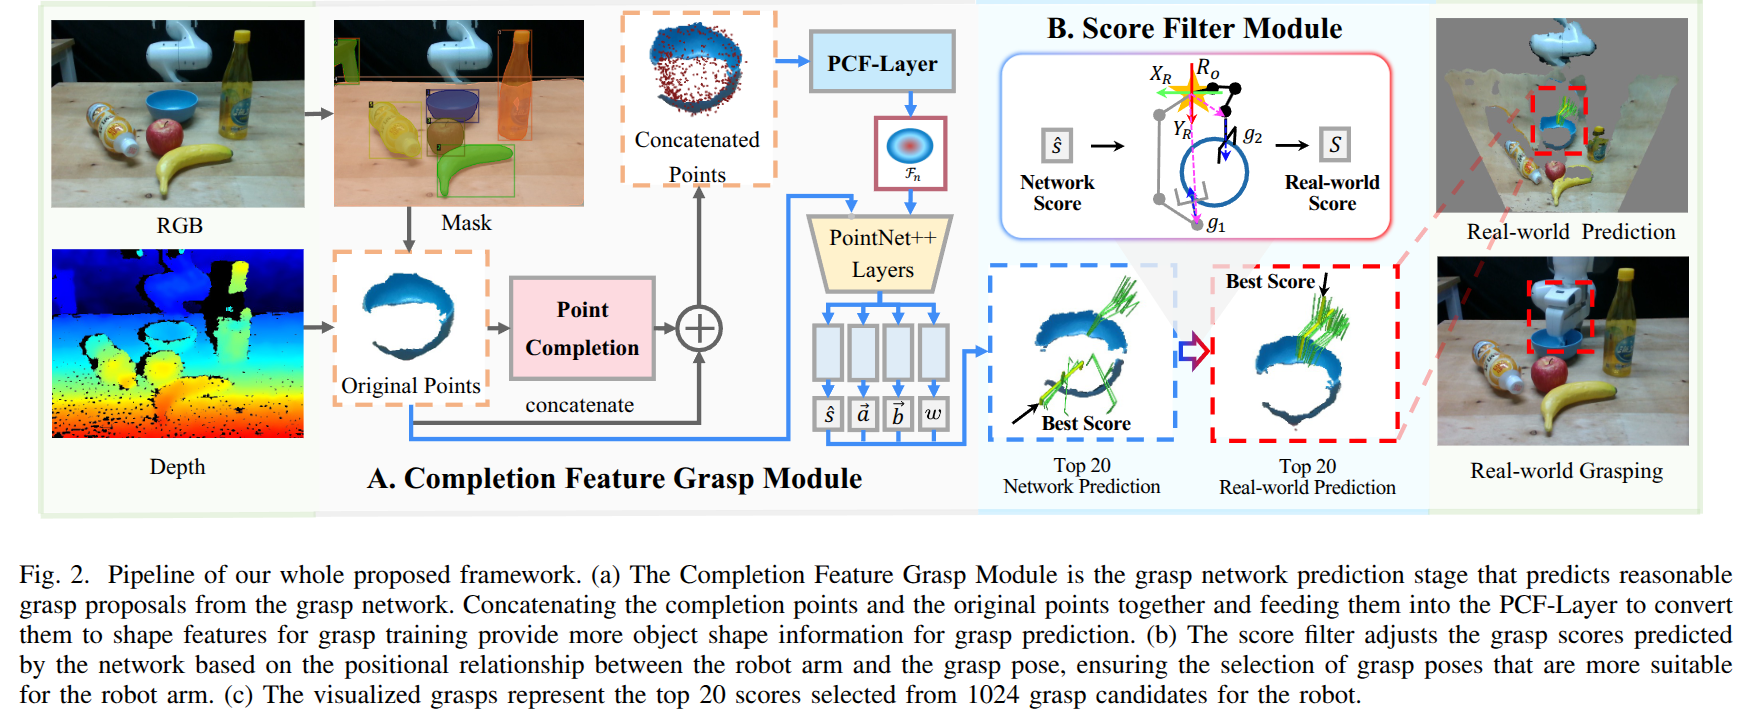 B. Score Filter Module
PCF-Layer
Concatenated
Points
X_R
R_o
Y_R
g_2
g_1
ŝ
S
Network
Score
Real-world
Score
F_n
RGB
Mask
PointNet++
Layers
Real-world Prediction
Point
Completion
Original Points
concatenate
Best Score
Best Score
ŝ
a⃗
b⃗
w
Depth
A. Completion Feature Grasp Module
Top 20
Network Prediction
Top 20
Real-world Prediction
Real-world Grasping
Fig. 2. Pipeline of our whole proposed framework. (a) The Completion Feature Grasp Module is the grasp network prediction stage that predicts reasonable
grasp proposals from the grasp network. Concatenating the completion points and the original points together and feeding them into the PCF-Layer to convert
them to shape features for grasp training provide more object shape information for grasp prediction. (b) The score filter adjusts the grasp scores predicted
by the network based on the positional relationship between the robot arm and the grasp pose, ensuring the selection of grasp poses that are more suitable
for the robot arm. (c) The visualized grasps represent the top 20 scores selected from 1024 grasp candidates for the robot.